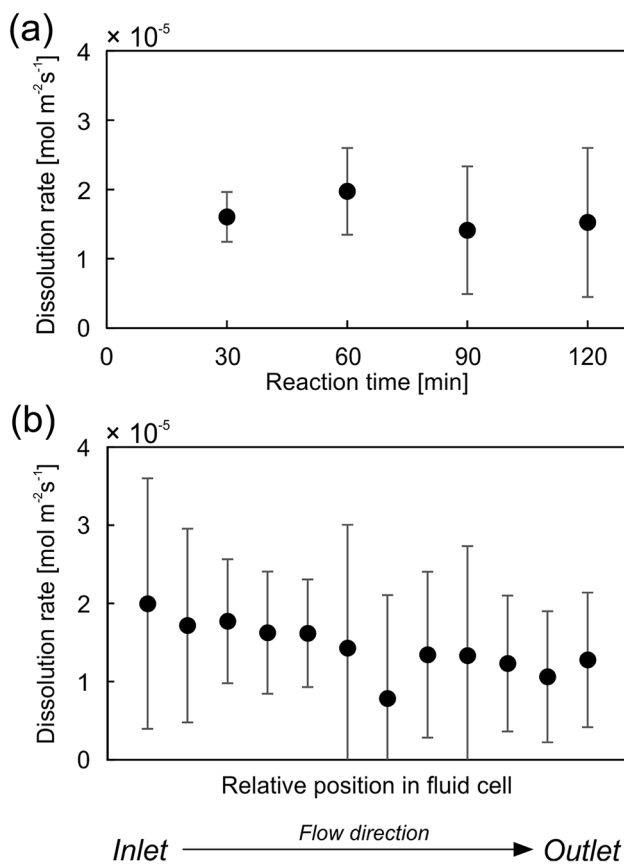 (a)
× 10⁻⁵
4
3
2
1
0
Dissolution rate [mol m⁻²s⁻¹]
0 30 60 90 120
Reaction time [min]
(b)
× 10⁻⁵
4
3
2
1
0
Dissolution rate [mol m⁻²s⁻¹]
Relative position in fluid cell
Flow direction
Inlet Outlet